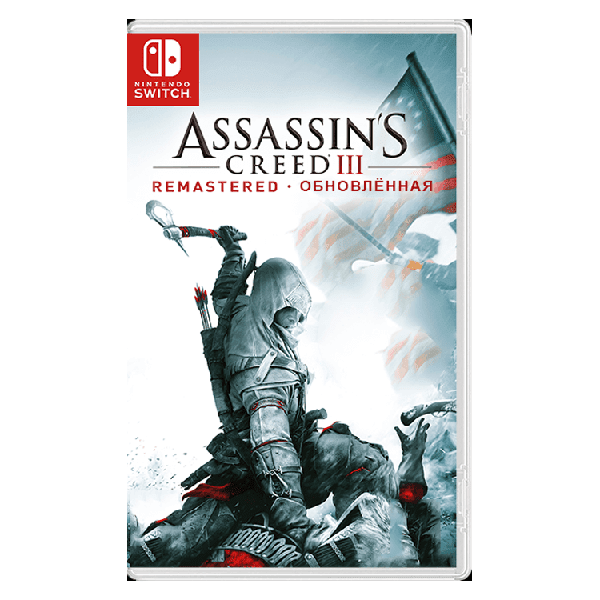 NINTENDO
SWITCH
ASSASSIN'S
CREED III
REMASTERED · ОБНОВЛЁННАЯ